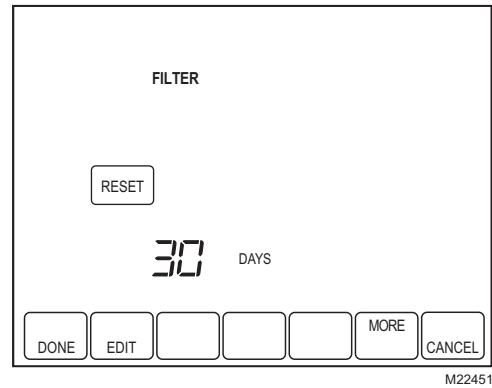 FILTER
RESET
30 DAYS
DONE EDIT MORE CANCEL
M22451